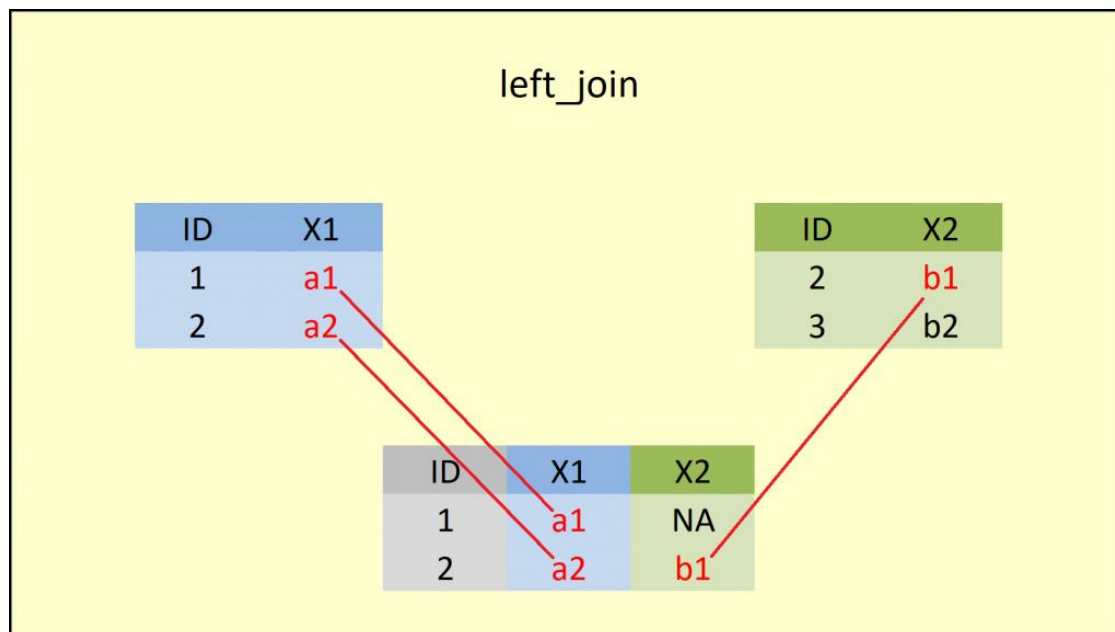 left_join
ID X1
1 a1
2 a2
ID X2
2 b1
3 b2
ID X1 X2
1 a1 NA
2 a2 b1